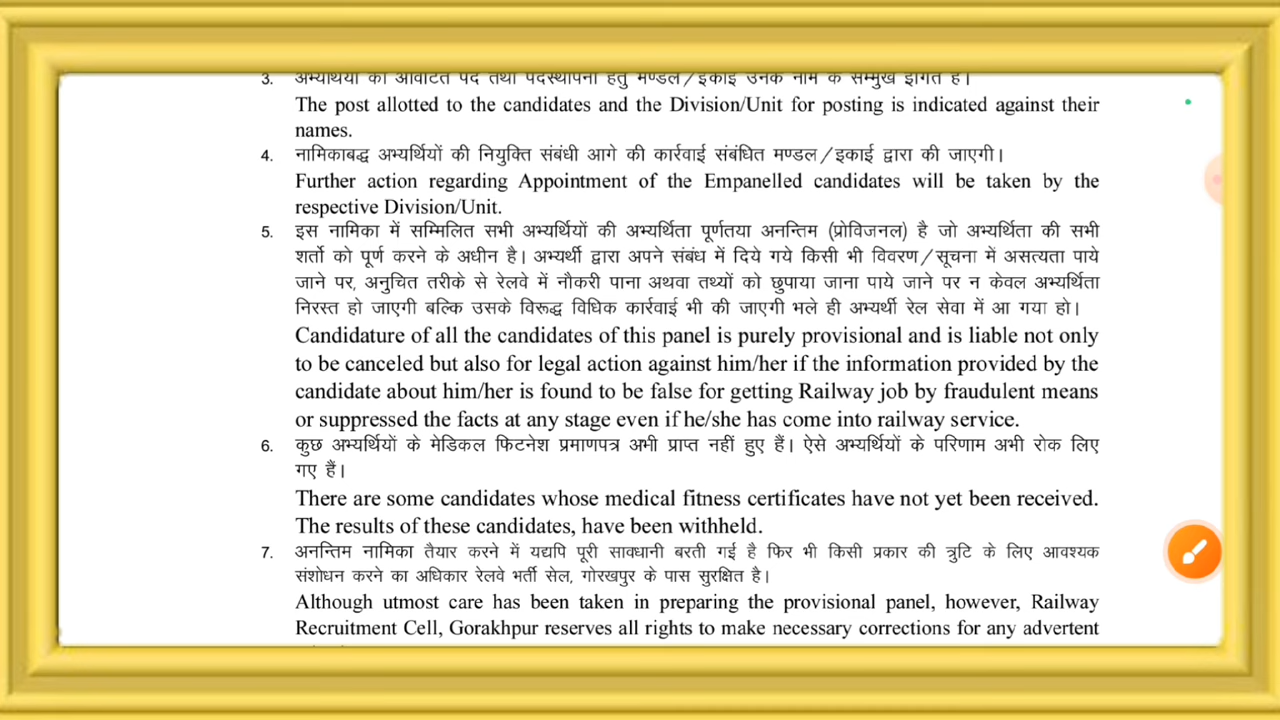 3. अभ्यर्थियों को आवंटित पद तथा पदस्थापना हेतु मण्डल/इकाई उनके नाम के सम्मुख इंगित है।
The post allotted to the candidates and the Division/Unit for posting is indicated against their
names.
4. नामिकाबद्ध अभ्यर्थियों की नियुक्ति संबंधी आगे की कार्रवाई संबंधित मण्डल/इकाई द्वारा की जाएगी।
Further action regarding Appointment of the Empanelled candidates will be taken by the
respective Division/Unit.
5. इस नामिका में सम्मिलित सभी अभ्यर्थियों की अभ्यर्थिता पूर्णतया अनन्तिम (प्रोविजनल) है जो अभ्यर्थिता की सभी
शर्तो को पूर्ण करने के अधीन है। अभ्यर्थी द्वारा अपने संबंध में दिये गये किसी भी विवरण/सूचना में असत्यता पाये
जाने पर, अनुचित तरीके से रेलवे में नौकरी पाना अथवा तथ्यों को छुपाया जाना पाये जाने पर न केवल अभ्यर्थिता
निरस्त हो जाएगी बल्कि उसके विरूद्ध विधिक कार्रवाई भी की जाएगी भले ही अभ्यर्थी रेल सेवा में आ गया हो।
Candidature of all the candidates of this panel is purely provisional and is liable not only
to be canceled but also for legal action against him/her if the information provided by the
candidate about him/her is found to be false for getting Railway job by fraudulent means
or suppressed the facts at any stage even if he/she has come into railway service.
6. कुछ अभ्यर्थियों के मेडिकल फिटनेश प्रमाणपत्र अभी प्राप्त नहीं हुए हैं। ऐसे अभ्यर्थियों के परिणाम अभी रोक लिए
गए हैं।
There are some candidates whose medical fitness certificates have not yet been received.
The results of these candidates, have been withheld.
7. अनन्तिम नामिका तैयार करने में यद्यपि पूरी सावधानी बरती गई है फिर भी किसी प्रकार की त्रुटि के लिए आवश्यक
संशोधन करने का अधिकार रेलवे भर्ती सेल, गोरखपुर के पास सुरक्षित है।
Although utmost care has been taken in preparing the provisional panel, however, Railway
Recruitment Cell, Gorakhpur reserves all rights to make necessary corrections for any advertent